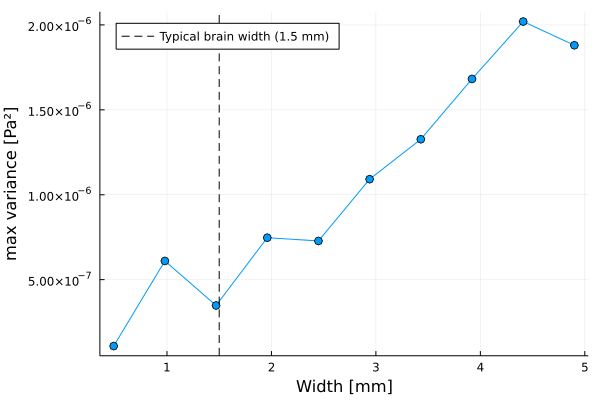 2.00×10⁻⁶
Typical brain width (1.5 mm)
1.50×10⁻⁶
max variance [Pa²]
1.00×10⁻⁶
5.00×10⁻⁷
1 2 3 4 5
Width [mm]